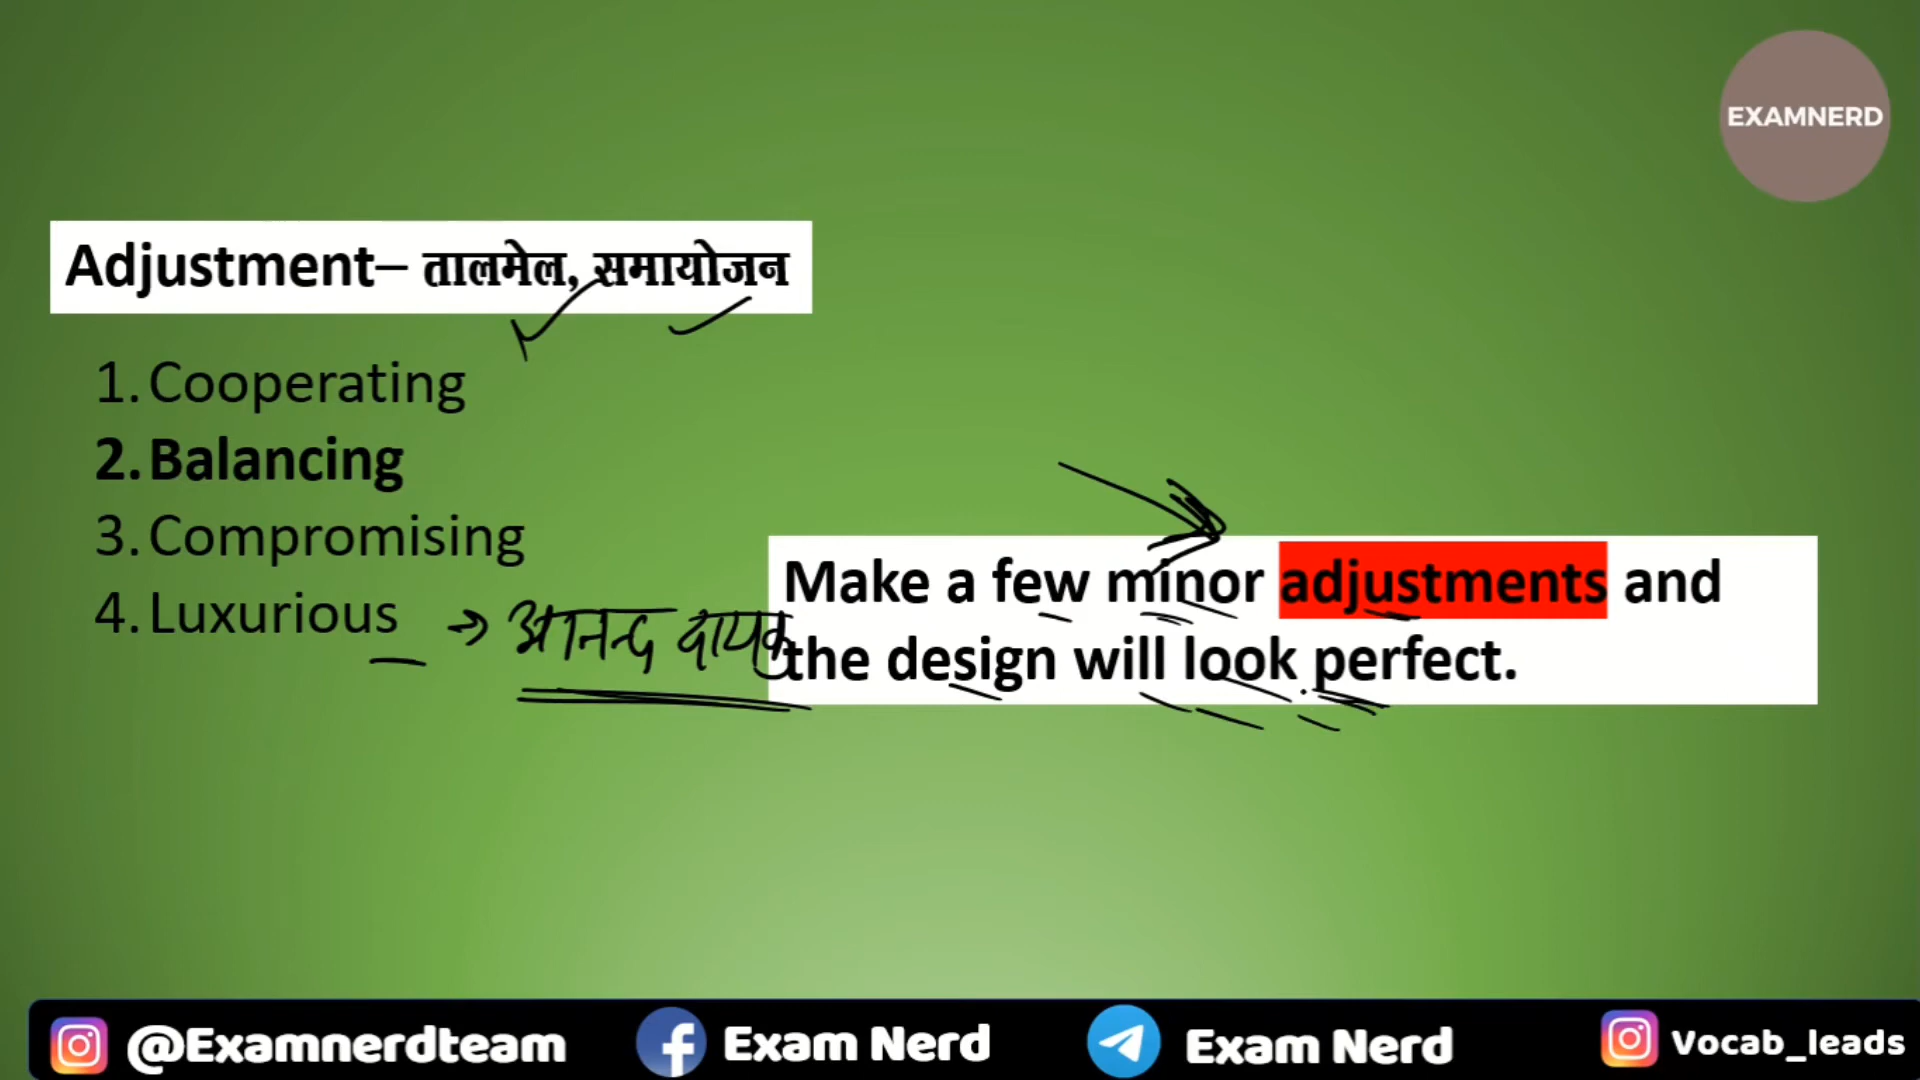 EXAMNERD
Adjustment– तालमेल, समायोजन
1. Cooperating
2. Balancing
3. Compromising
4. Luxurious → आनन्द दायक
Make a few minor adjustments and
the design will look perfect.
@Examnerdteam Exam Nerd Exam Nerd Vocab_leads